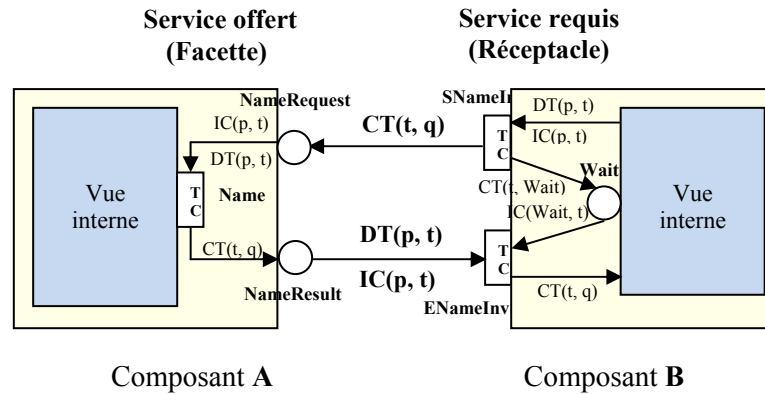 Service offert
(Facette)
Service requis
(Réceptacle)
NameRequest
SNameIn
IC(p, t)
CT(t, q)
DT(p, t)
DT(p, t)
IC(p, t)
T
C
Name
T
C
Wait
CT(t, Wait)
IC(Wait, t)
Vue
interne
Vue
interne
CT(t, q)
DT(p, t)
IC(p, t)
T
C
CT(t, q)
NameResult
ENameInv
Composant A
Composant B